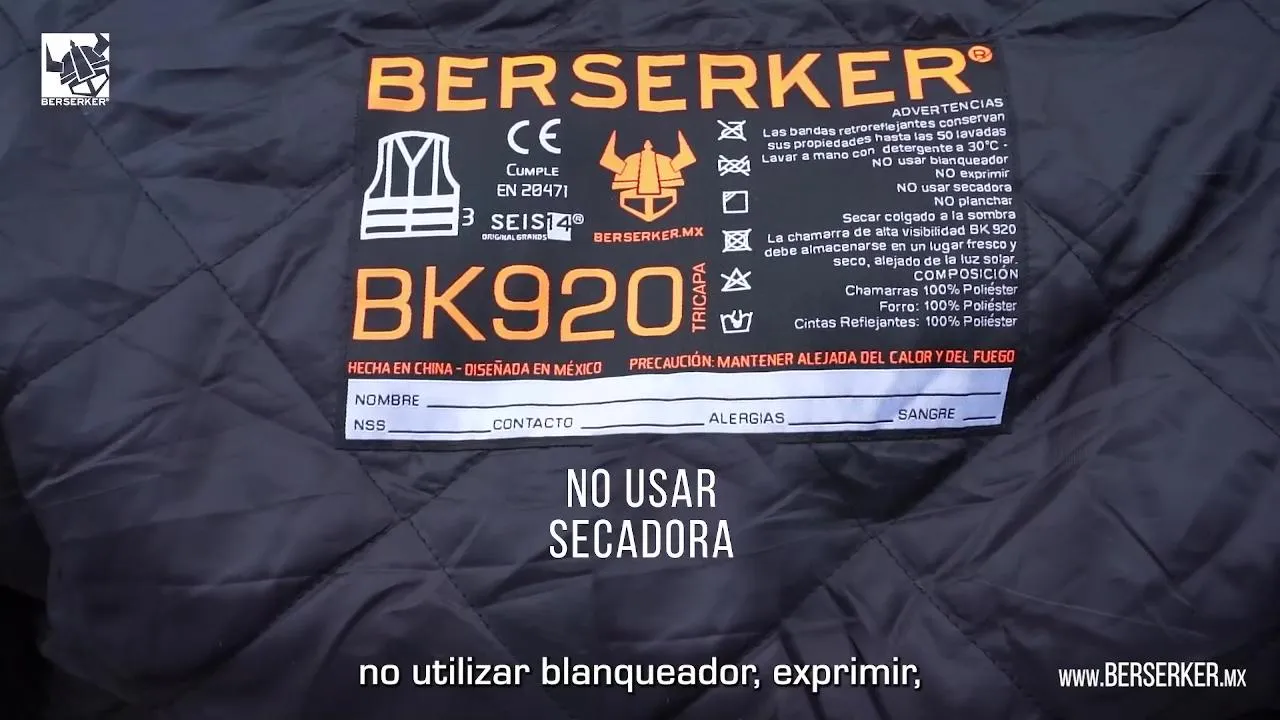 BERSERKER®
BERSERKER®
CE
CUMPLE
EN 20471
3
SEIS14®
ORIGINAL GRANDS
BERSERKER.MX
BK920
TRICAPA
ADVERTENCIAS
Las bandas retroreflejantes conservan
sus propiedades hasta las 50 lavadas
Lavar a mano con detergente a 30°C -
NO usar blanqueador
NO exprimir
NO usar secadora
NO planchar
Secar colgado a la sombra
La chamarra de alta visibilidad BK 920
debe almacenarse en un lugar fresco y
seco, alejado de la luz solar.
COMPOSICIÓN
Chamarras 100% Poliéster
Forro: 100% Poliéster
Cintas Reflejantes: 100% Poliéster
HECHA EN CHINA - DISEÑADA EN MÉXICO
PRECAUCIÓN: MANTENER ALEJADA DEL CALOR Y DEL FUEGO
NOMBRE
NSS CONTACTO ALERGIAS SANGRE
NO USAR
SECADORA
no utilizar blanqueador, exprimir,
www.BERSERKER.MX